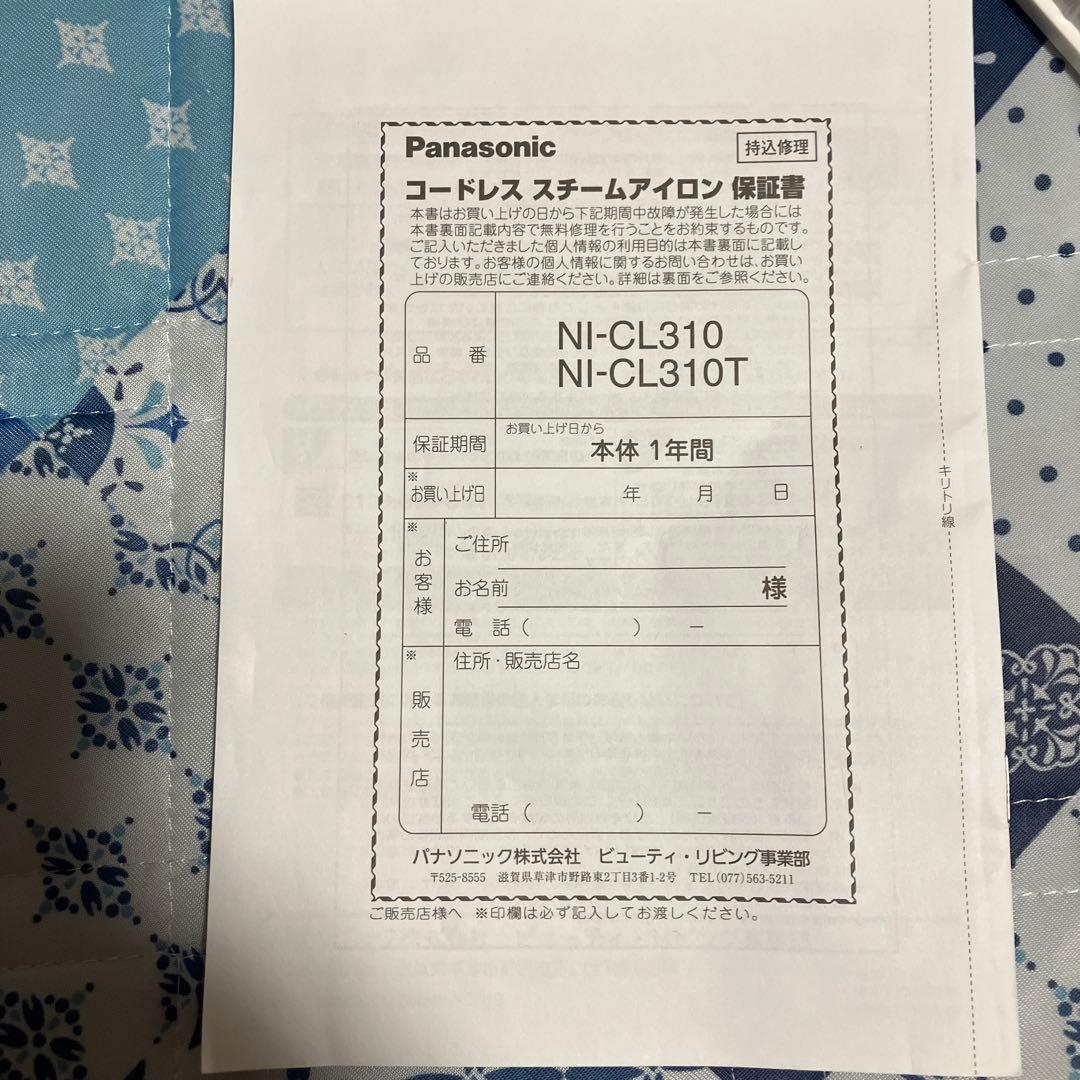 Panasonic
持込修理
コードレス スチームアイロン 保証書
本書はお買い上げの日から下記期間中故障が発生した場合には
本書裏面記載内容で無料修理を行うことをお約束するものです。
ご記入いただきました個人情報の利用目的は本書裏面に記載し
ております。お客様の個人情報に関するお問い合わせは、お買い
上げの販売店にご連絡ください。詳細は裏面をご参照ください。
品番
NI-CL310
NI-CL310T
保証期間
お買い上げ日から
本体 1年間
※お買い上げ日
年 月 日
※お客様
ご住所
お名前 様
電話( ) ー
※販売店
住所・販売店名
電話( ) ー
パナソニック株式会社 ビューティ・リビング事業部
〒525-8555 滋賀県草津市野路東2丁目3番1-2号 TEL(077)563-5211
ご販売店様へ ※印欄は必ず記入してお渡しください。
キリトリ線